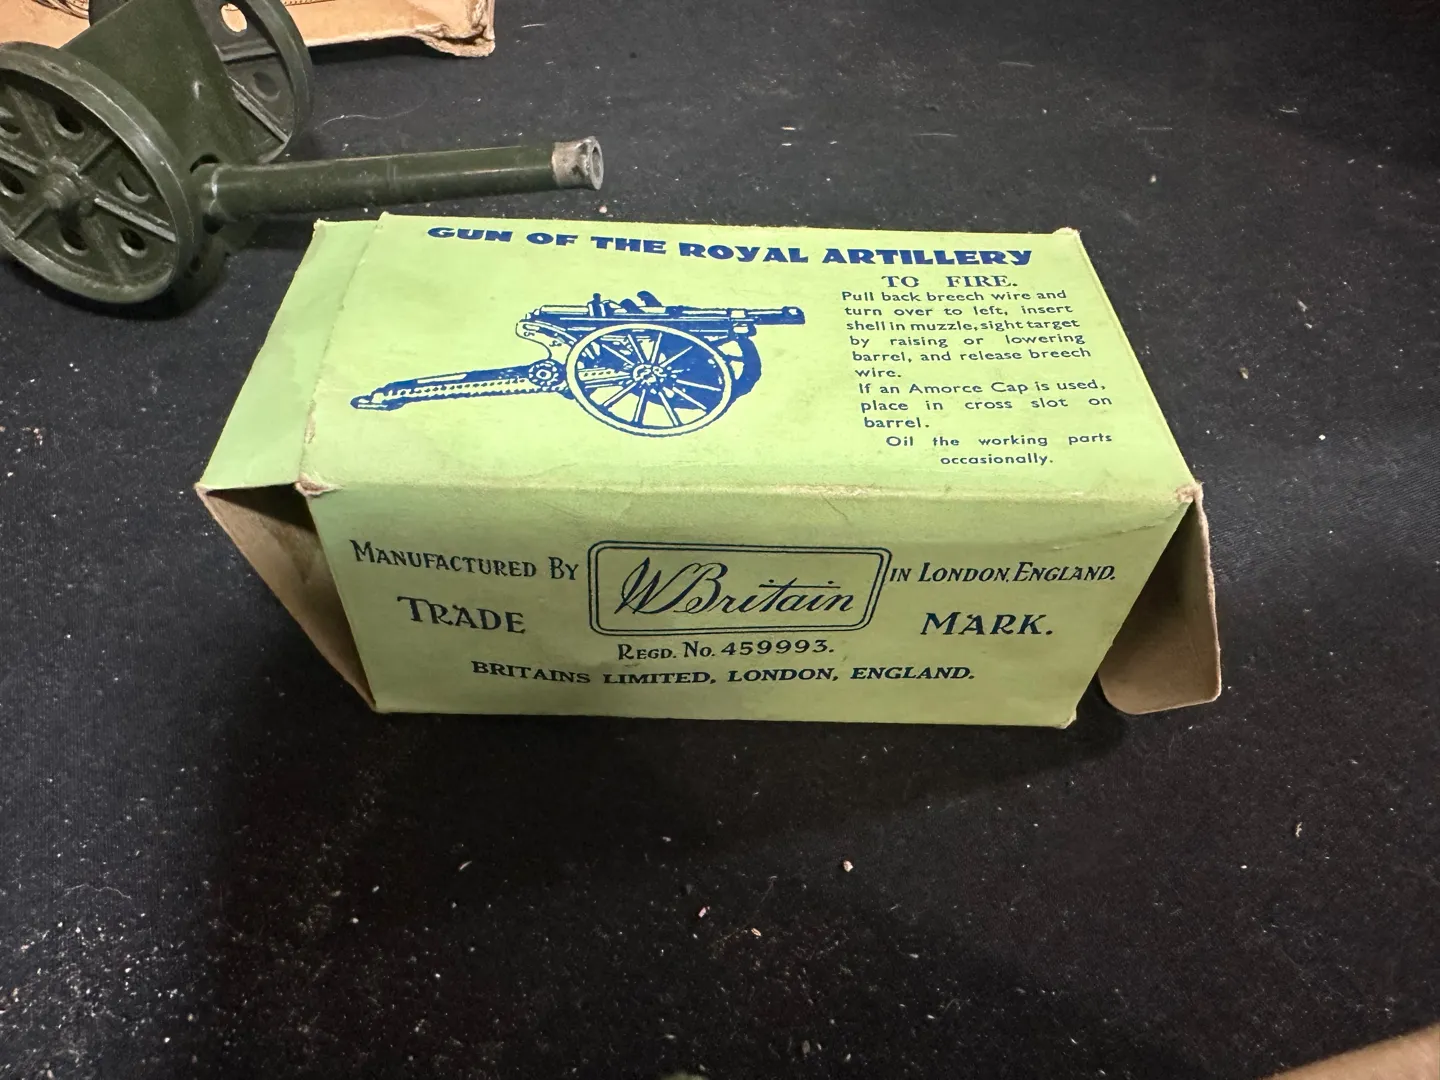 GUN OF THE ROYAL ARTILLERY
TO FIRE.
Pull back breech wire and
turn over to left, insert
shell in muzzle, sight target
by raising or lowering
barrel, and release breech
wire.
If an Amorce Cap is used,
place in cross slot on
barrel.
Oil the working parts
occasionally.
MANUFACTURED BY WBritain IN LONDON, ENGLAND.
TRADE MARK.
REGD. No. 459993.
BRITAINS LIMITED, LONDON, ENGLAND.